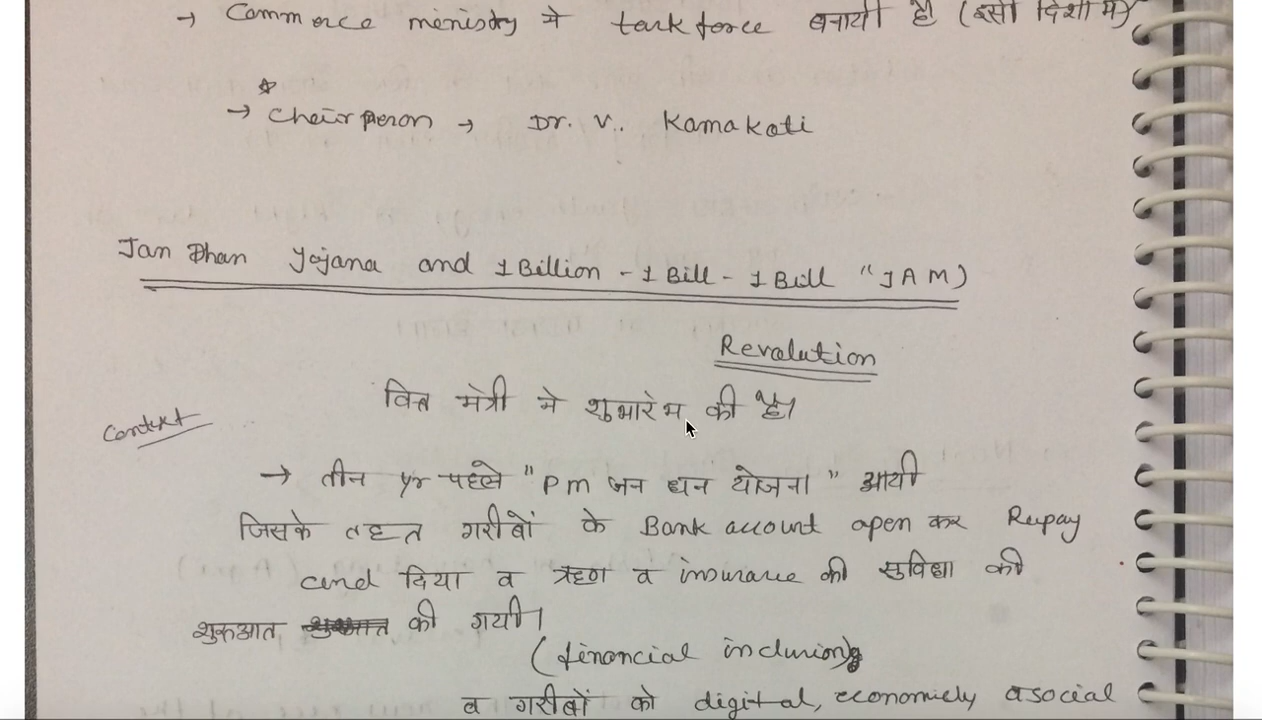 → Commerce ministry ने task force बनायी है (इसी दिशा में)
☆
→ Chairperson → Dr. V. Kamakoti
Jan Dhan Yojana and 1 Billion - 1 Bill - 1 Bill "JAM)
Revolution
वित्त मंत्री ने शुभारंभ की है।
Context
→ तीन yr पहले "Pm जन धन योजना" आयी
जिसके तहत गरीबों के Bank account open कर Rupay
card दिया व ऋण व insurance की सुविधा की
शुरुआत की गयी।
(financial inclusion)
व गरीबों को digital, economicly & social